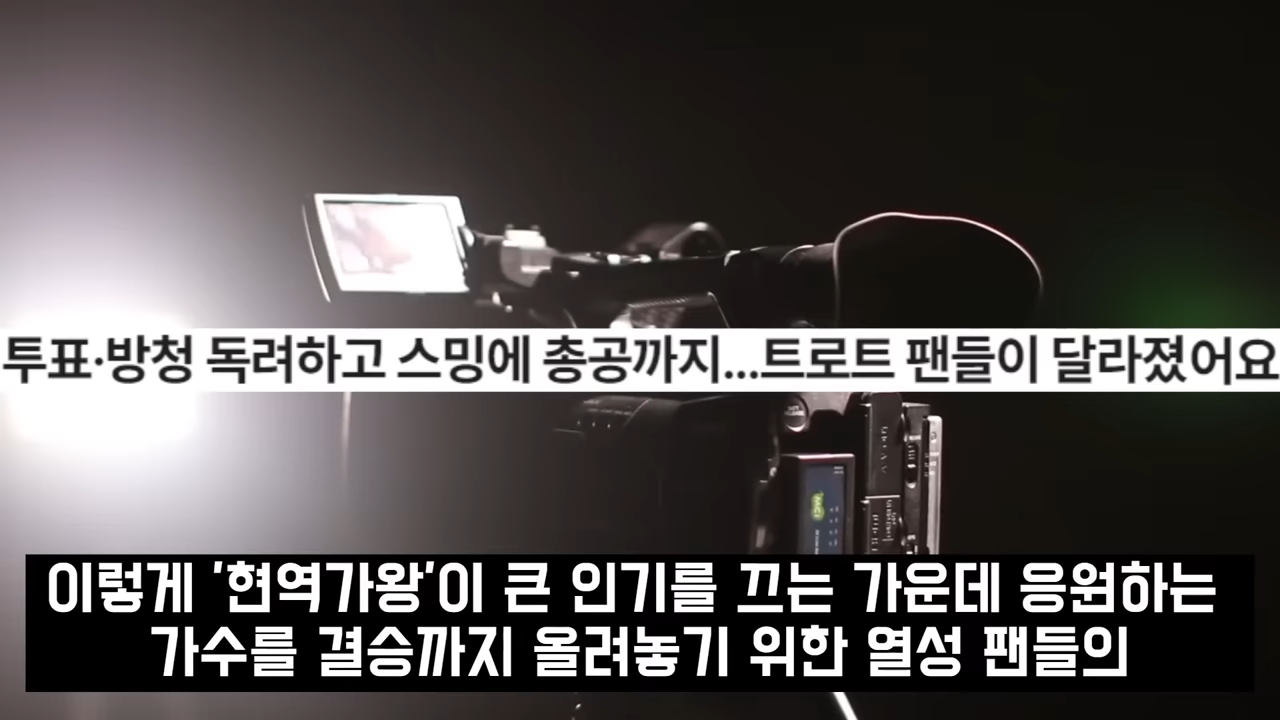 투표·방청 독려하고 스밍에 총공까지...트로트 팬들이 달라졌어요
이렇게 '현역가왕'이 큰 인기를 끄는 가운데 응원하는
가수를 결승까지 올려놓기 위한 열성 팬들의